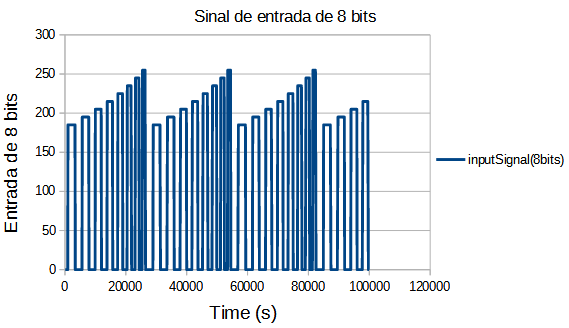 Sinal de entrada de 8 bits
300
250
200
150
100
50
0
Entrada de 8 bits
0 20000 40000 60000 80000 100000 120000
Time (s)
inputSignal(8bits)